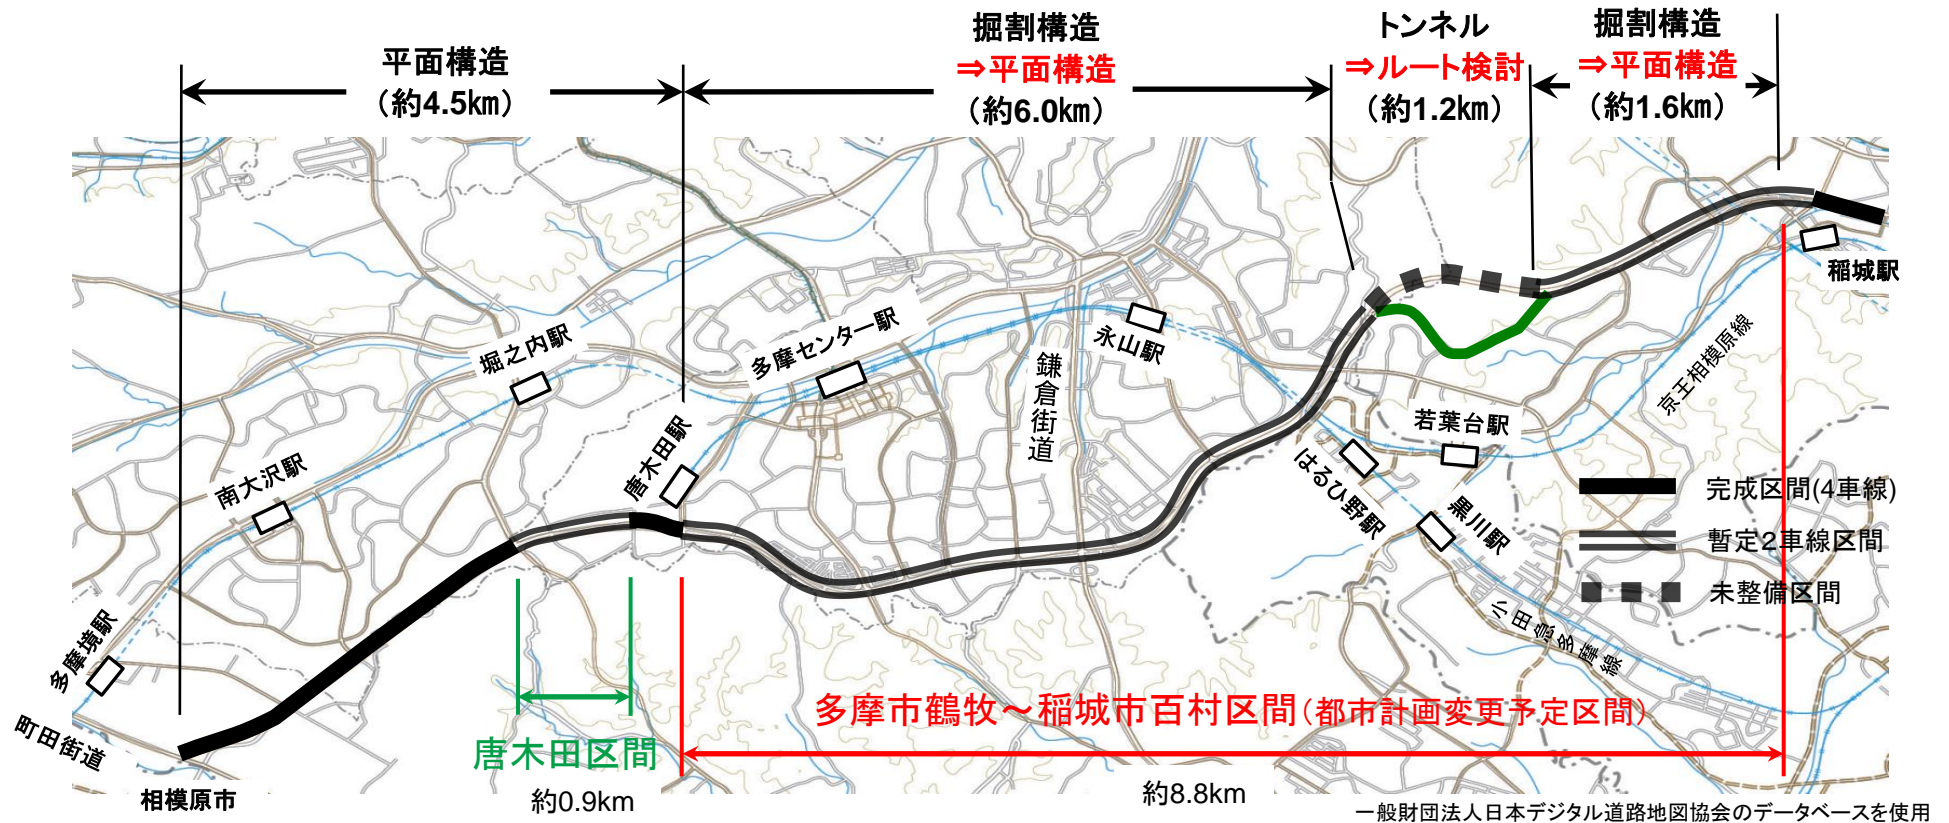 平面構造
（約4.5㎞）
掘割構造
⇒平面構造
（約6.0㎞）
トンネル
⇒ルート検討
（約1.2㎞）
掘割構造
⇒平面構造
（約1.6㎞）
稲城駅
京王相模原線
永山駅
鎌倉街道
多摩センター駅
堀之内駅
唐木田駅
南大沢駅
若葉台駅
はるひ野駅
黒川駅
小田急多摩線
完成区間(4車線)
暫定2車線区間
未整備区間
多摩境駅
町田街道
相模原市
唐木田区間
約0.9km
多摩市鶴牧～稲城市百村区間（都市計画変更予定区間）
約8.8km
一般財団法人日本デジタル道路地図協会のデータベースを使用